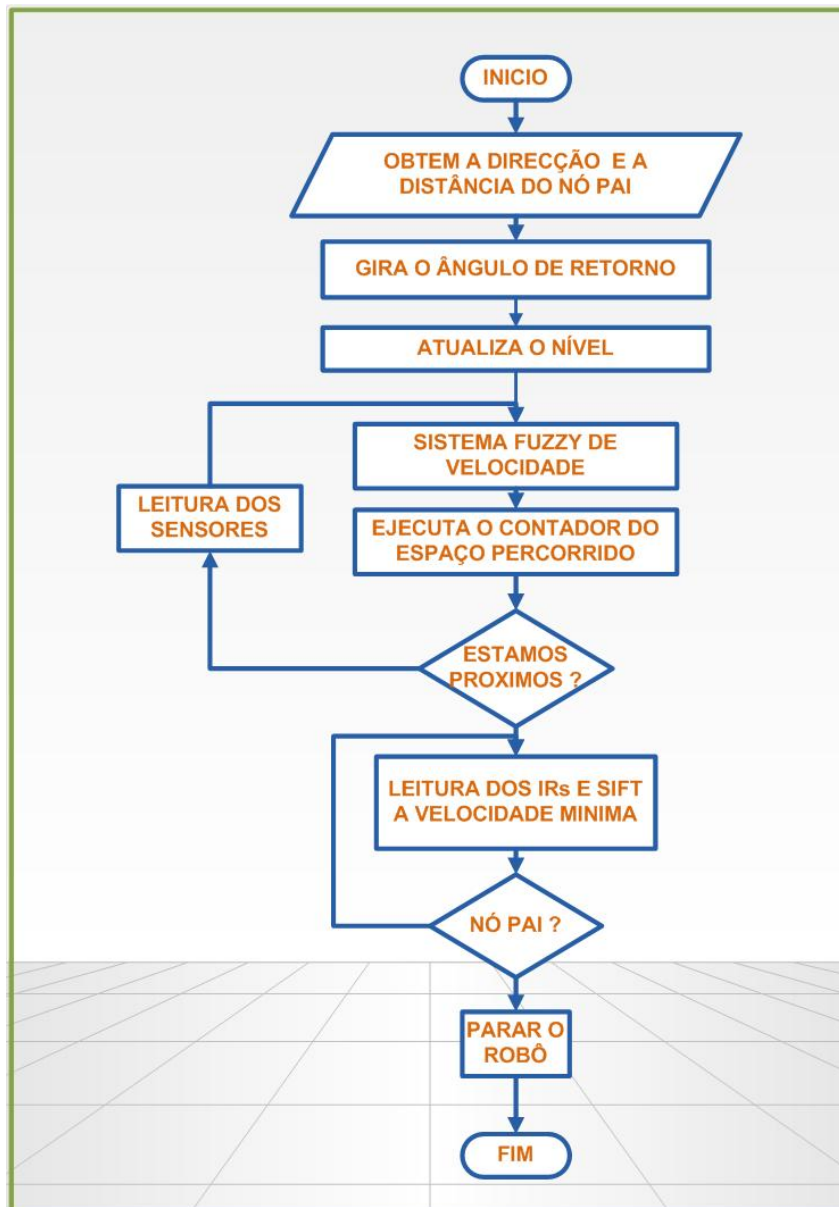 INICIO
OBTEM A DIRECÇÃO E A
DISTÂNCIA DO NÓ PAI
GIRA O ÂNGULO DE RETORNO
ATUALIZA O NÍVEL
SISTEMA FUZZY DE
VELOCIDADE
LEITURA DOS
SENSORES
EJECUTA O CONTADOR DO
ESPAÇO PERCORRIDO
ESTAMOS
PROXIMOS ?
LEITURA DOS IRs E SIFT
A VELOCIDADE MINIMA
NÓ PAI ?
PARAR O
ROBÔ
FIM